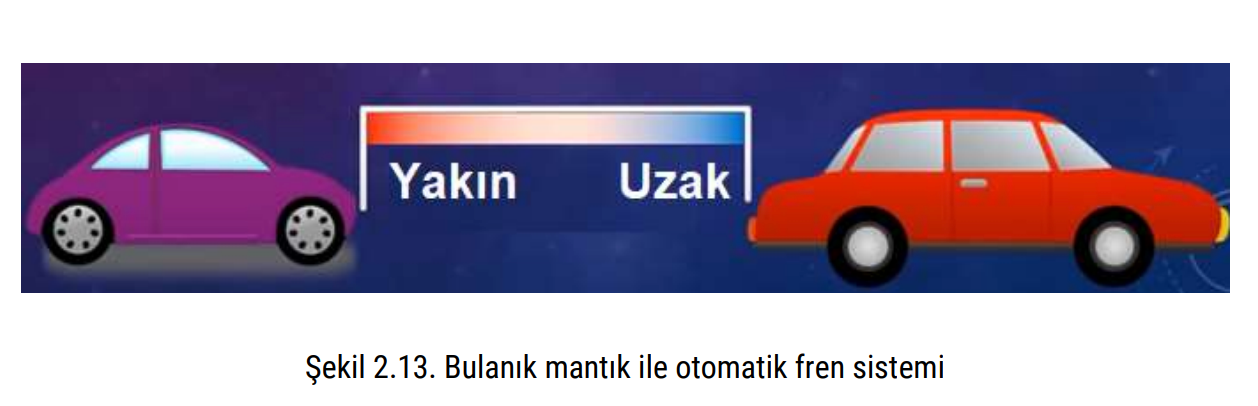 Yakın Uzak
Şekil 2.13. Bulanık mantık ile otomatik fren sistemi